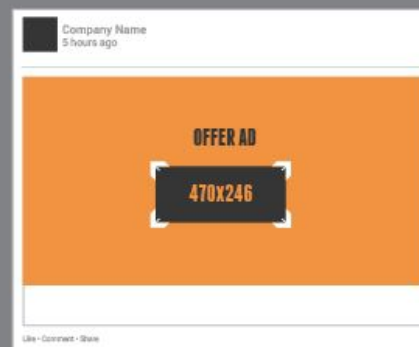 Company Name
5 hours ago
OFFER AD
470X246
Like · Comment · Share